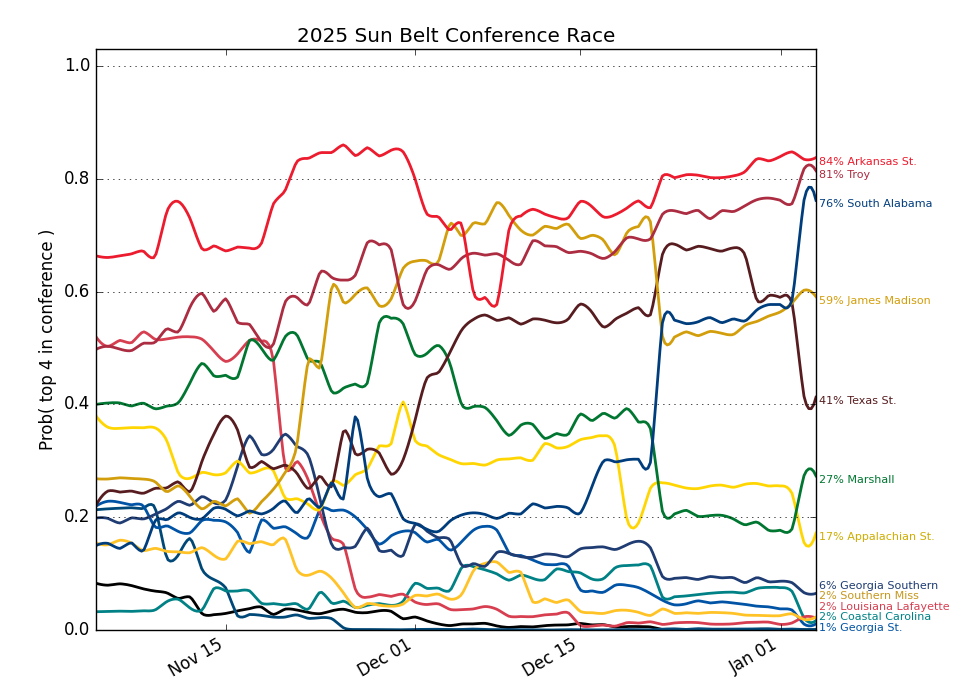 2025 Sun Belt Conference Race
Prob( top 4 in conference )
1.0
0.8
0.6
0.4
0.2
0.0
Nov 15
Dec 01
Dec 15
Jan 01
84% Arkansas St.
81% Troy
76% South Alabama
59% James Madison
41% Texas St.
27% Marshall
17% Appalachian St.
6% Georgia Southern
2% Southern Miss
2% Louisiana Lafayette
2% Coastal Carolina
1% Georgia St.